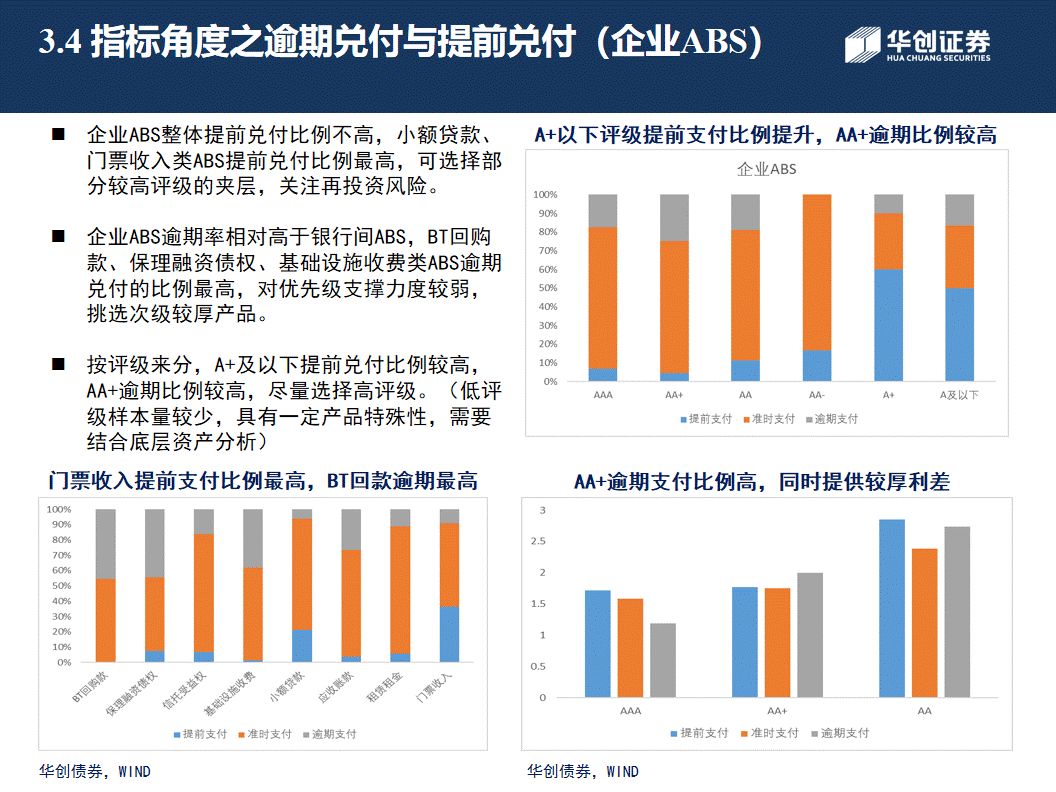 3.4 指标角度之逾期兑付与提前兑付（企业ABS）
华创证券
HUA CHUANG SECURITIES
■ 企业ABS整体提前兑付比例不高，小额贷款、
门票收入类ABS提前兑付比例最高，可选择部
分较高评级的夹层，关注再投资风险。
■ 企业ABS逾期率相对高于银行间ABS，BT回购
款、保理融资债权、基础设施收费类ABS逾期
兑付的比例最高，对优先级支撑力度较弱，
挑选次级较厚产品。
■ 按评级来分，A+及以下提前兑付比例较高，
AA+逾期比例较高，尽量选择高评级。（低评
级样本量较少，具有一定产品特殊性，需要
结合底层资产分析）
A+以下评级提前支付比例提升，AA+逾期比例较高
企业ABS
100%
90%
80%
70%
60%
50%
40%
30%
20%
10%
0%
AAA AA+ AA AA- A+ A及以下
提前支付 准时支付 逾期支付
门票收入提前支付比例最高，BT回款逾期最高
100%
90%
80%
70%
60%
50%
40%
30%
20%
10%
0%
BT回购款 保理融资债权 信托受益权 基础设施收费 小额贷款 应收账款 租赁租金 门票收入
提前支付 准时支付 逾期支付
华创债券，WIND
AA+逾期支付比例高，同时提供较厚利差
3
2.5
2
1.5
1
0.5
0
AAA AA+ AA
提前支付 准时支付 逾期支付
华创债券，WIND